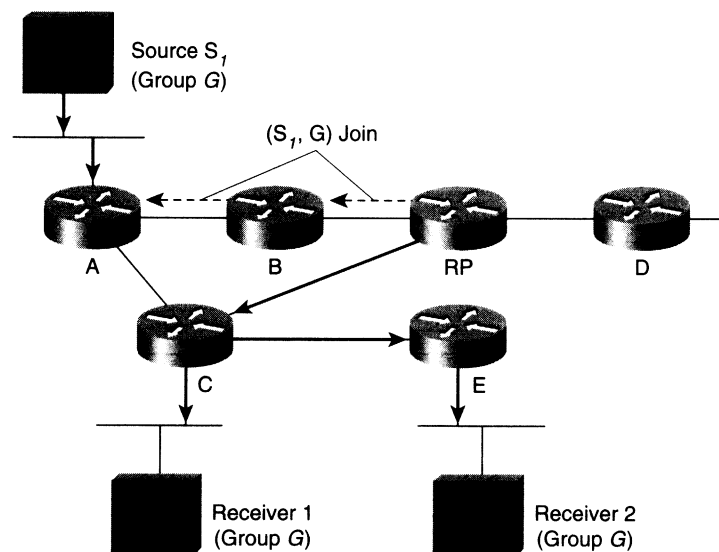 Source S1
(Group G)
(S1, G) Join
A
B
RP
D
C
E
Receiver 1
(Group G)
Receiver 2
(Group G)